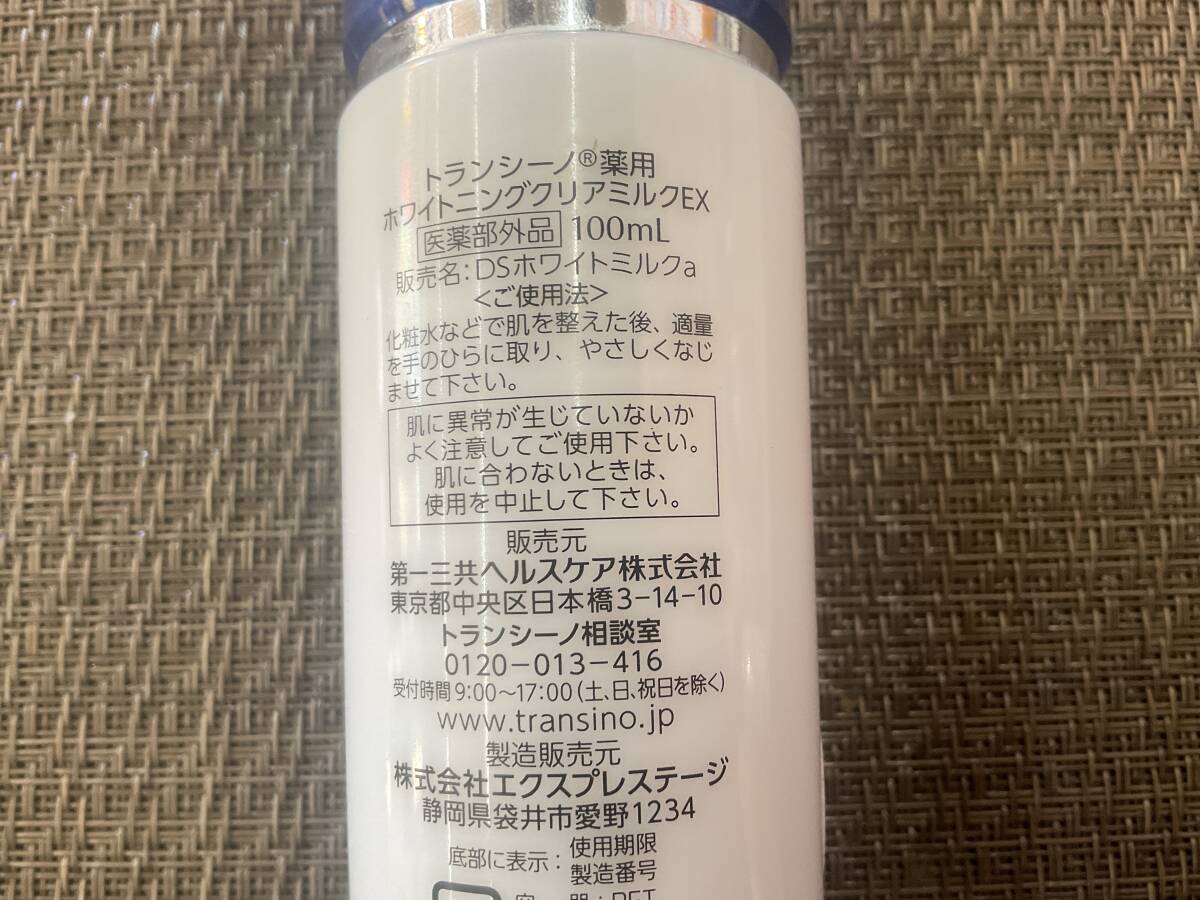 トランシーノ®薬用
ホワイトニングクリアミルクEX
医薬部外品 100mL
販売名:DSホワイトミルクa
<ご使用法>
化粧水などで肌を整えた後、適量
を手のひらに取り、やさしくなじ
ませて下さい。
肌に異常が生じていないか
よく注意してご使用下さい。
肌に合わないときは、
使用を中止して下さい。
販売元
第一三共ヘルスケア株式会社
東京都中央区日本橋3-14-10
トランシーノ相談室
0120-013-416
受付時間9:00~17:00(土、日、祝日を除く)
www.transino.jp
製造販売元
株式会社エクスプレステージ
静岡県袋井市愛野1234
底部に表示:使用期限
製造番号